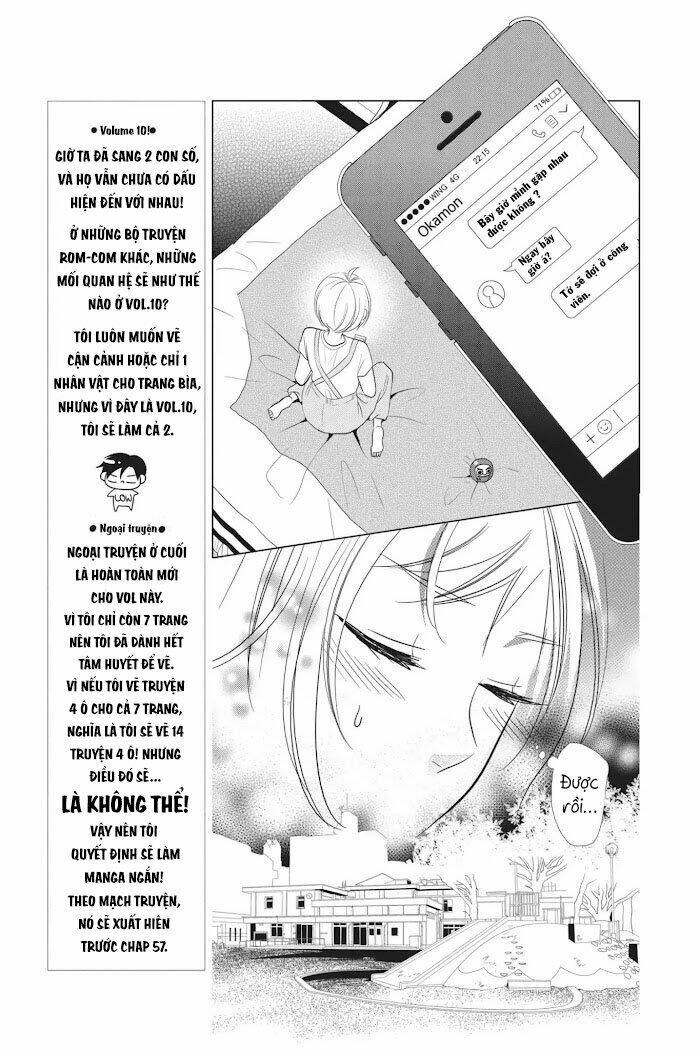 • Volume 10! •
GIỜ TA ĐÃ SANG 2 CON SỐ,
VÀ HỌ VẪN CHƯA CÓ DẤU
HIỆN ĐẾN VỚI NHAU!
Ở NHỮNG BỘ TRUYỆN
ROM-COM KHÁC, NHỮNG
MỐI QUAN HỆ SẼ NHƯ THẾ
NÀO Ở VOL.10?
TÔI LUÔN MUỐN VẼ
CẬN CẢNH HOẶC CHỈ 1
NHÂN VẬT CHO TRANG BÌA,
NHƯNG VÌ ĐÂY LÀ VOL.10,
TÔI SẼ LÀM CẢ 2.
LOW
• Ngoại truyện •
NGOẠI TRUYỆN Ở CUỐI
LÀ HOÀN TOÀN MỚI
CHO VOL NÀY.
VÌ TÔI CHỈ CÒN 7 TRANG
NÊN TÔI ĐÃ DÀNH HẾT
TÂM HUYẾT ĐỂ VẼ.
VÌ NẾU TÔI VẼ TRUYỆN
4 Ô CHO CẢ 7 TRANG,
NGHĨA LÀ TÔI SẼ VẼ 14
TRUYỆN 4 Ô! NHƯNG
ĐIỀU ĐÓ SẼ...
LÀ KHÔNG THỂ!
VẬY NÊN TÔI
QUYẾT ĐỊNH SẼ LÀM
MANGA NGẮN!
THEO MẠCH TRUYỆN,
NÓ SẼ XUẤT HIÊN
TRƯỚC CHAP 57.
●●●●●WING 4G 22:15 71%
Okamon
Bây giờ mình gặp nhau
được không ?
Ngay bây
giờ á?
Tớ sẽ đợi ở công
viên.
Được
rồi...